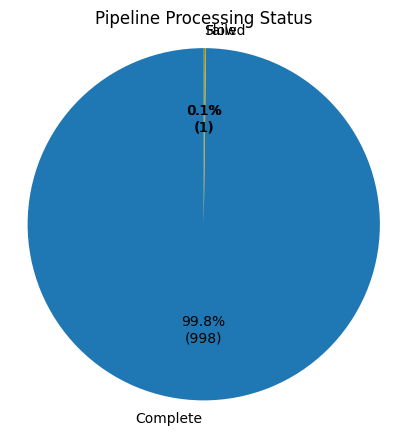 Pipeline Processing Status
0.1%
(1)
99.8%
(998)
Complete